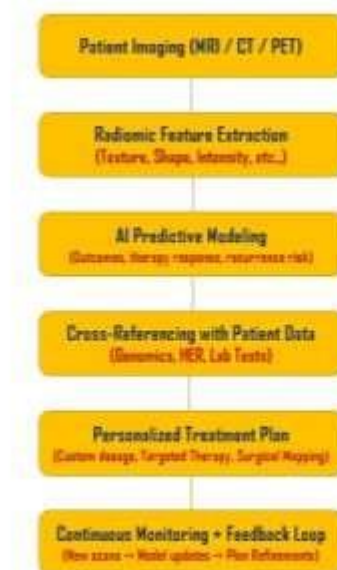 Patient Imaging (MRI / CT / PET)
Radiomic Feature Extraction
(Texture, Shape, Intensity, etc..)
AI Predictive Modeling
(Outcomes, therapy response, recurrence risk)
Cross-Referencing with Patient Data
(Genomics, HER, Lab Tests)
Personalized Treatment Plan
(Custom dosage, Targeted Therapy, Surgical Mapping)
Continuous Monitoring + Feedback Loop
(New scans → Model updates → Plan Refinements)